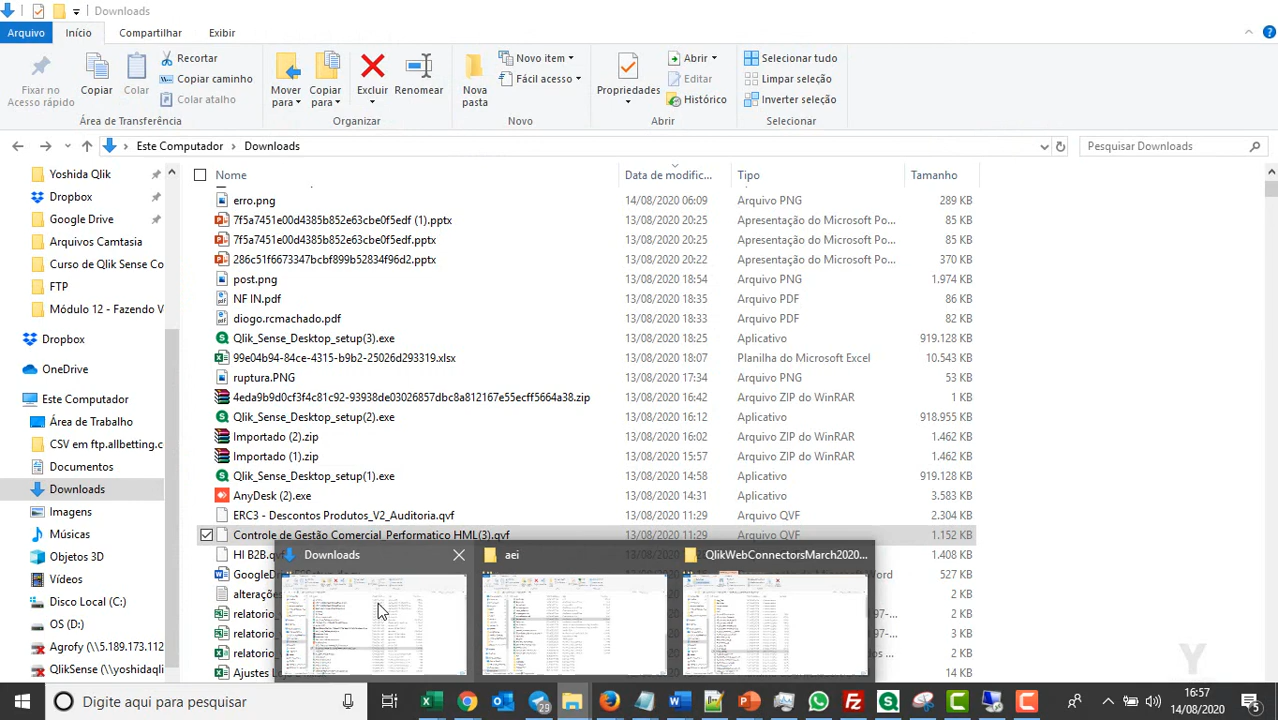 Downloads
Arquivo Início Compartilhar Exibir
Fixar no Acesso rápido
Copiar
Colar
Recortar
Copiar caminho
Colar atalho
Mover para
Copiar para
Excluir
Renomear
Nova pasta
Novo item
Fácil acesso
Propriedades
Abrir
Editar
Histórico
Selecionar tudo
Limpar seleção
Inverter seleção
Área de Transferência Organizar Novo Abrir Selecionar
Este Computador > Downloads
Pesquisar Downloads
Yoshida Qlik
Dropbox
Google Drive
Arquivos Camtasia
Curso de Qlik Sense Co
FTP
Módulo 12 - Fazendo V
Dropbox
OneDrive
Este Computador
Área de Trabalho
CSV em ftp.allbetting.c
Documentos
Downloads
Imagens
Músicas
Objetos 3D
Vídeos
Disco Local (C:)
OS (D:)
Nome Data de modific... Tipo Tamanho
erro.png 14/08/2020 06:09 Arquivo PNG 289 KB
7f5a7451e00d4385b852e63cbe0f5edf (1).pptx 13/08/2020 20:25 Apresentação do Microsoft Po... 85 KB
7f5a7451e00d4385b852e63cbe0f5edf.pptx 13/08/2020 20:25 Apresentação do Microsoft Po... 85 KB
286c51f6673347bcbf899b52834f96d2.pptx 13/08/2020 20:22 Apresentação do Microsoft Po... 370 KB
post.png 13/08/2020 18:54 Arquivo PNG 1.974 KB
NF IN.pdf 13/08/2020 18:35 Arquivo PDF 86 KB
diogo.rcmachado.pdf 13/08/2020 18:33 Arquivo PDF 82 KB
Qlik_Sense_Desktop_setup(3).exe 13/08/2020 18:25 Aplicativo 919.128 KB
99e04b94-84ce-4315-b9b2-25026d293319.xlsx 13/08/2020 18:07 Planilha do Microsoft Excel 10.543 KB
ruptura.PNG 13/08/2020 17:34 Arquivo PNG 53 KB
4eda9b9d0cf3f4c81c92-93938de03026857dbc8a812167e55ecff5664a38.zip 13/08/2020 16:42 Arquivo ZIP do WinRAR 1 KB
Qlik_Sense_Desktop_setup(2).exe 13/08/2020 16:12 Aplicativo 918.955 KB
Importado (2).zip 13/08/2020 16:02 Arquivo ZIP do WinRAR 1.462 KB
Importado (1).zip 13/08/2020 15:57 Arquivo ZIP do WinRAR 1.462 KB
Qlik_Sense_Desktop_setup(1).exe 13/08/2020 14:58 Aplicativo 919.128 KB
AnyDesk (2).exe 13/08/2020 14:31 Aplicativo 3.583 KB
ERC3 - Descontos Produtos_V2_Auditoria.qvf 13/08/2020 11:29 Arquivo QVF 2.304 KB
Controle de Gestão Comercial_Performatico HML(3).qvf 13/08/2020 11:29 Arquivo QVF 1.152 KB
HI B2B.qvf 1.408 KB
527 KB
2 KB
relatorio
3 KB
relatorio
Ajustes 14 KB
Downloads
aei
QlikWebConnectorsMarch2020...
Digite aqui para pesquisar
29
16:57
14/08/2020
5